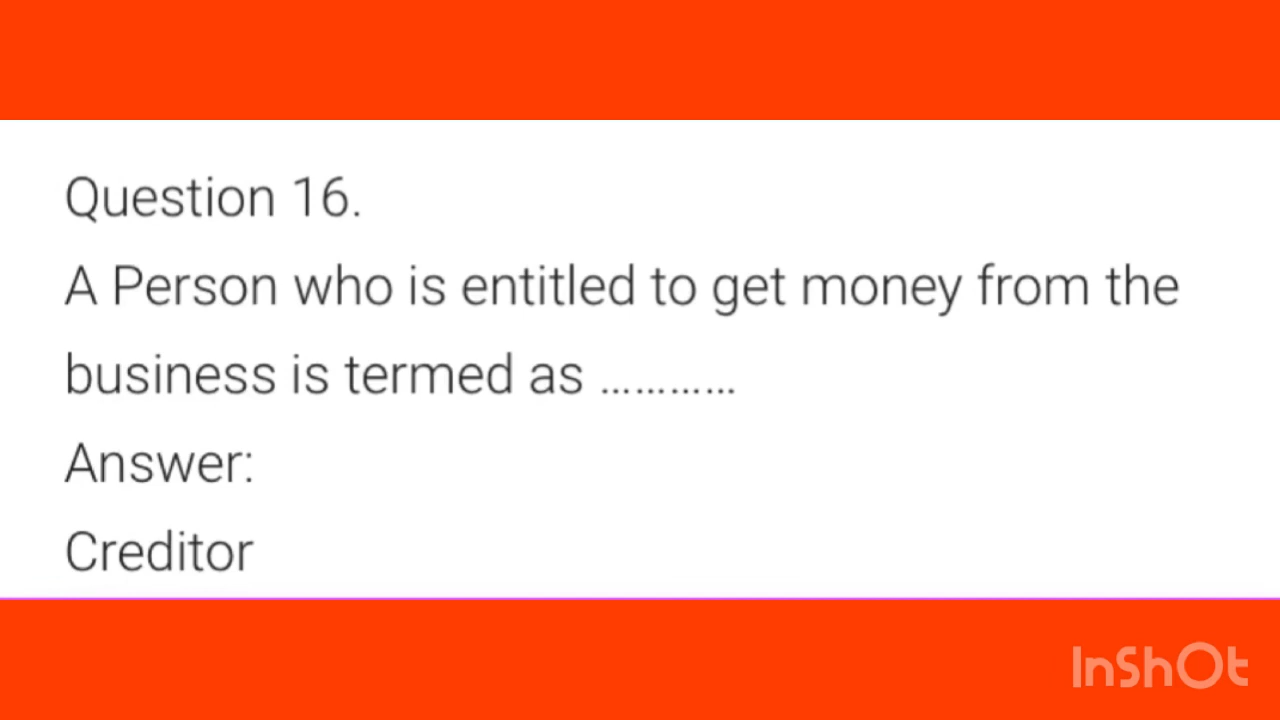 Question 16.
A Person who is entitled to get money from the
business is termed as ............
Answer:
Creditor
InShOt